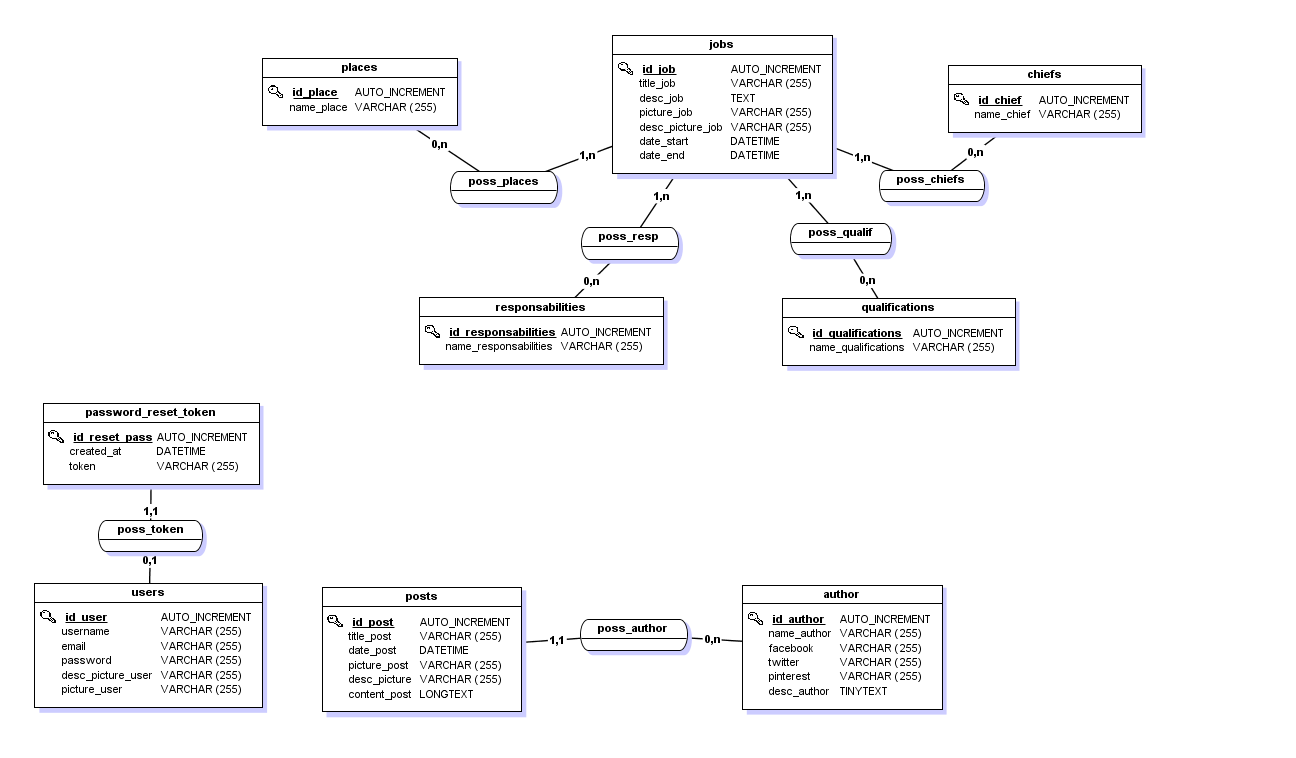 jobs
id_job AUTO_INCREMENT
title_job VARCHAR (255)
desc_job TEXT
picture_job VARCHAR (255)
desc_picture_job VARCHAR (255)
date_start DATETIME
date_end DATETIME
places
id_place AUTO_INCREMENT
name_place VARCHAR (255)
chiefs
id_chief AUTO_INCREMENT
name_chief VARCHAR (255)
0,n
1,n
1,n
0,n
poss_places
poss_chiefs
1,n
1,n
poss_resp
poss_qualif
0,n
0,n
responsabilities
id_responsabilities AUTO_INCREMENT
name_responsabilities VARCHAR (255)
qualifications
id_qualifications AUTO_INCREMENT
name_qualifications VARCHAR (255)
password_reset_token
id_reset_pass AUTO_INCREMENT
created_at DATETIME
token VARCHAR (255)
1,1
poss_token
0,1
users
id_user AUTO_INCREMENT
username VARCHAR (255)
email VARCHAR (255)
password VARCHAR (255)
desc_picture_user VARCHAR (255)
picture_user VARCHAR (255)
posts
id_post AUTO_INCREMENT
title_post VARCHAR (255)
date_post DATETIME
picture_post VARCHAR (255)
desc_picture VARCHAR (255)
content_post LONGTEXT
1,1
poss_author
0,n
author
id_author AUTO_INCREMENT
name_author VARCHAR (255)
facebook VARCHAR (255)
twitter VARCHAR (255)
pinterest VARCHAR (255)
desc_author TINYTEXT